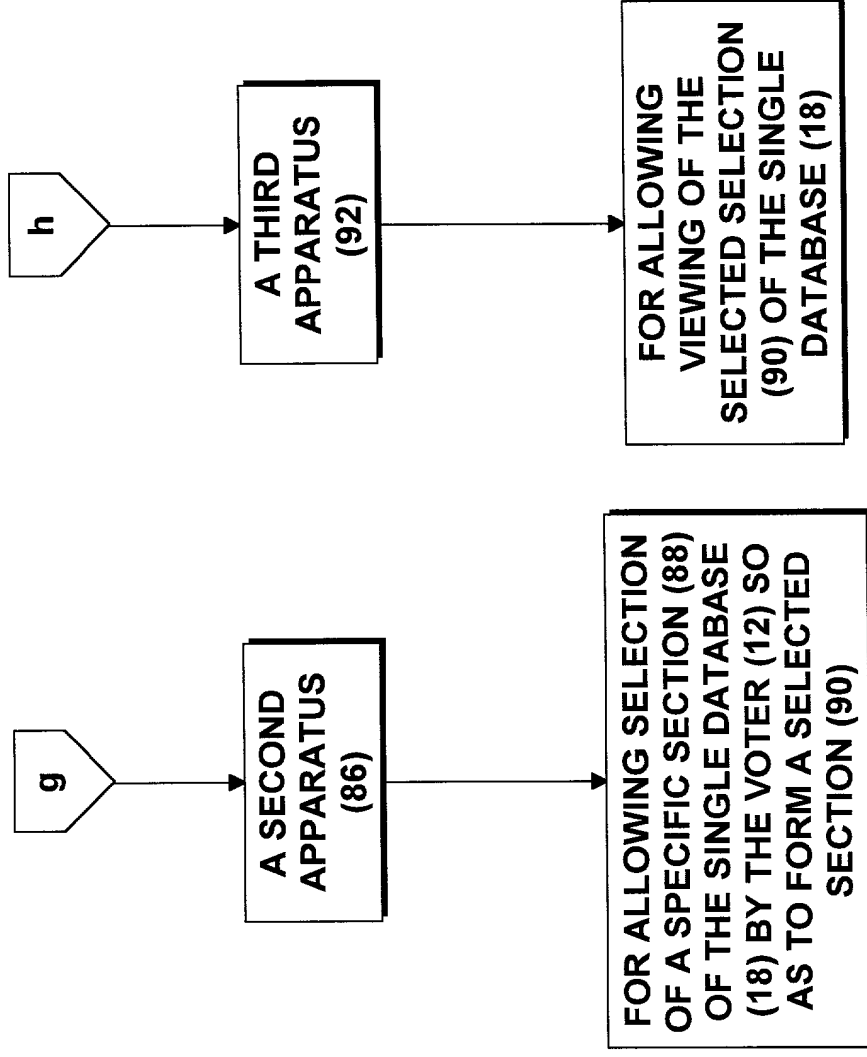 g
A SECOND
APPARATUS
(86)
FOR ALLOWING SELECTION
OF A SPECIFIC SECTION (88)
OF THE SINGLE DATABASE
(18) BY THE VOTER (12) SO
AS TO FORM A SELECTED
SECTION (90)
h
A THIRD
APPARATUS
(92)
FOR ALLOWING
VIEWING OF THE
SELECTED SELECTION
(90) OF THE SINGLE
DATABASE (18)